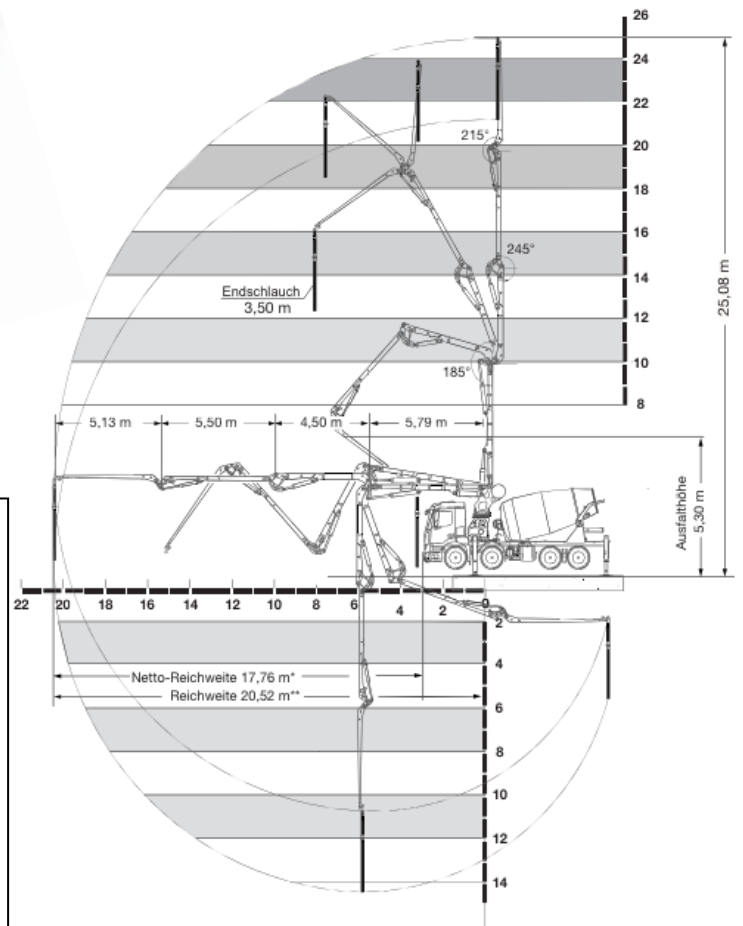 26
24
22
20
18
16
14
12
10
8
215°
245°
185°
25,08 m
Endschlauch
3,50 m
5,13 m
5,50 m
4,50 m
5,79 m
Ausfalthöhe
5,30 m
22
20
18
16
14
12
10
8
6
4
2
0
2
4
6
8
10
12
14
Netto-Reichweite 17,76 m*
Reichweite 20,52 m**